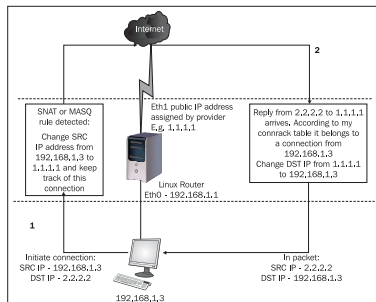 Internet
2
SNAT or MASQ
rule detected:
Change SRC
IP address from
192,168,1,3 to
1.1.1.1 and keep
track of this
connection
Eth1 public IP address
assigned by provider
E.g. 1.1.1.1
Reply from 2.2.2.2 to 1.1.1.1
arrives. According to my
connrack table it belongs to
a connection from
192.168.1.3
Change DST IP from 1.1.1.1
to 192,168,1,3
Linux Router
Eth0 - 192.168.1.1
1
Initiate connection:
SRC IP - 192.168.1.3
DST IP - 2.2.2.2
In packet:
SRC IP - 2.2.2.2
DST IP - 192.168.1.3
192,168,1,3